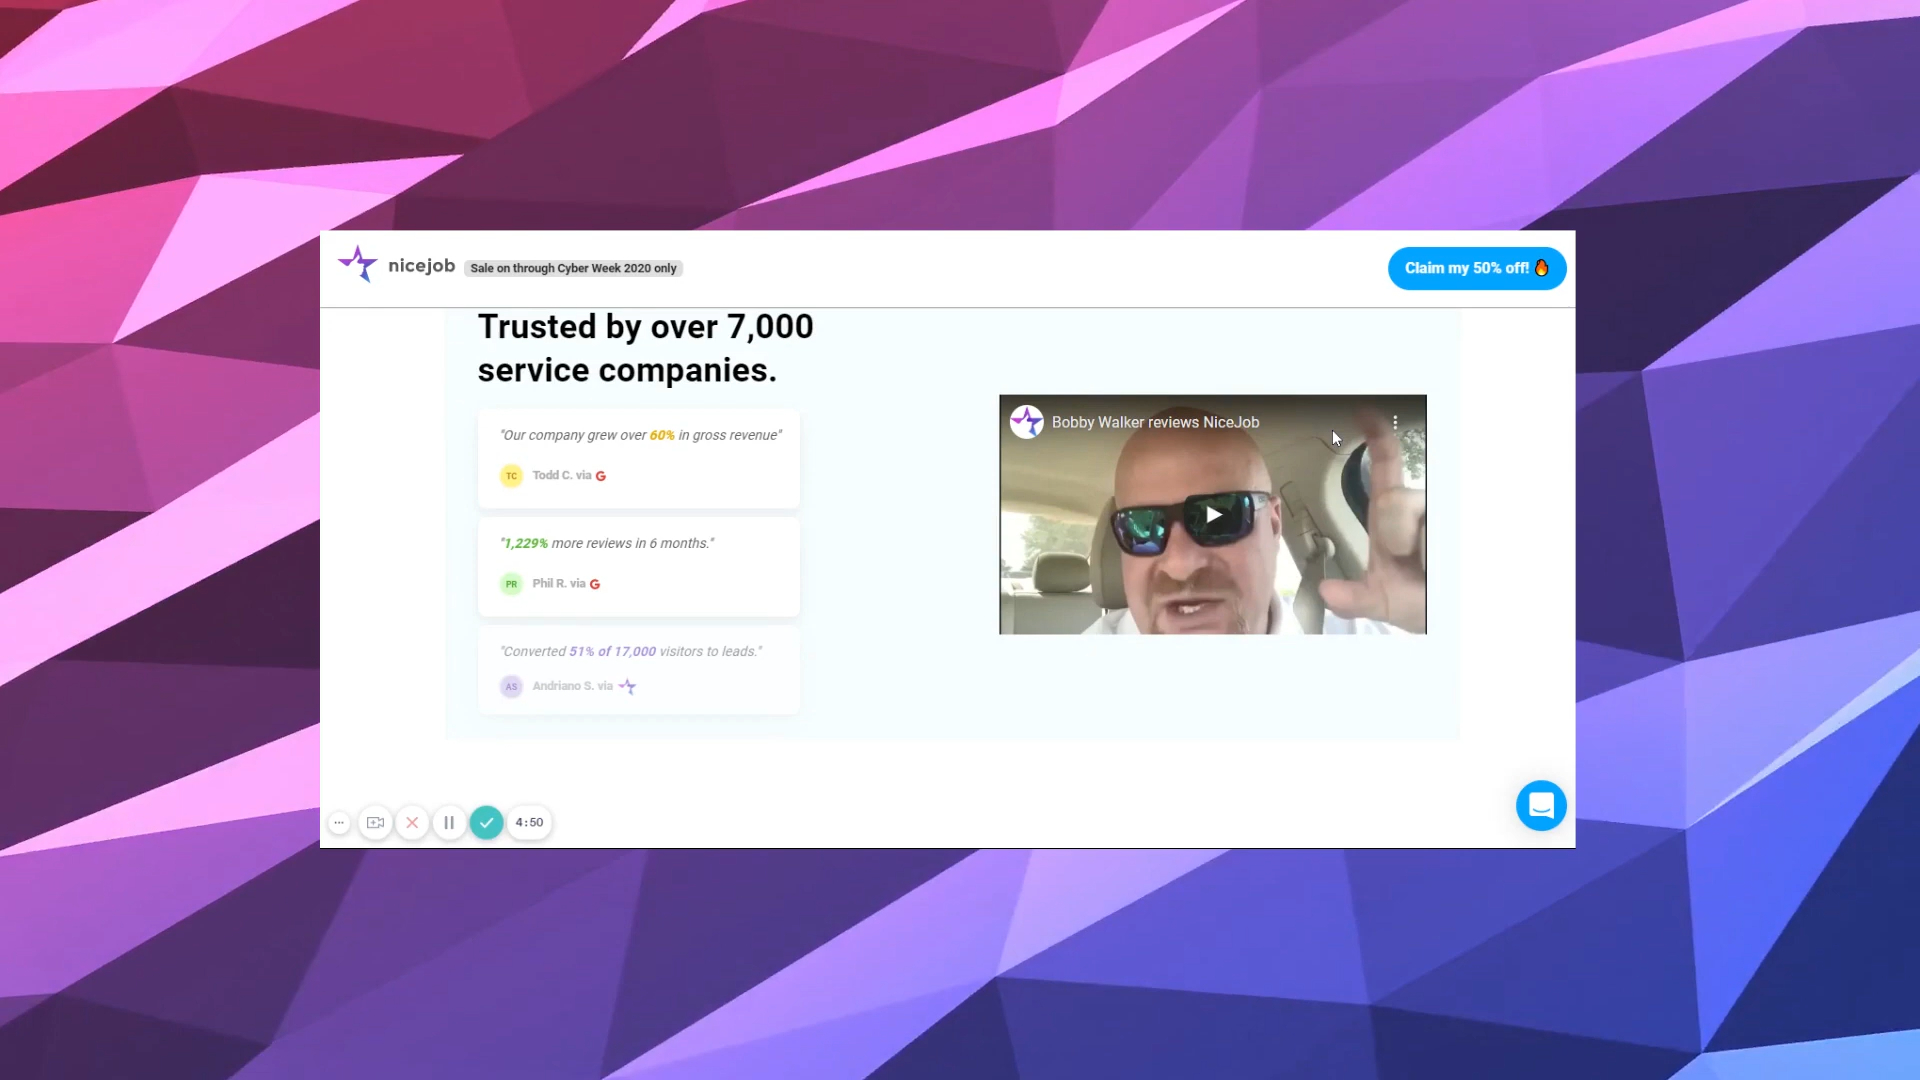 nicejob
Sale on through Cyber Week 2020 only
Claim my 50% off! 🔥
Trusted by over 7,000
service companies.
"Our company grew over 60% in gross revenue"
TC Todd C. via G
"1,229% more reviews in 6 months."
PR Phil R. via G
"Converted 51% of 17,000 visitors to leads."
AS Andriano S. via
Bobby Walker reviews NiceJob
4:50